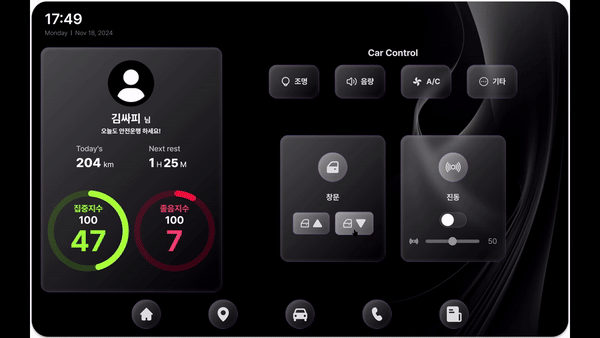 17:49
Monday | Nov 18, 2024
Car Control
조명
음량
A/C
기타
김싸피 님
오늘도 안전운행 하세요!
Today's
204 km
Next rest
1 H 25 M
집중지수
100
47
졸음지수
100
7
창문
진동
50